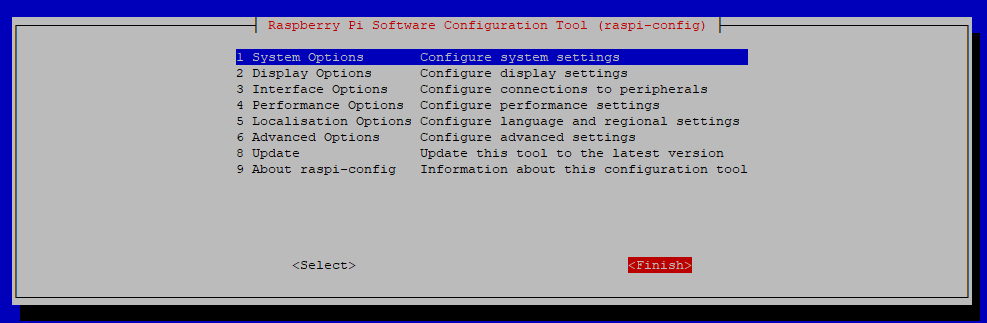 Raspberry Pi Software Configuration Tool (raspi-config)
1 System Options Configure system settings
2 Display Options Configure display settings
3 Interface Options Configure connections to peripherals
4 Performance Options Configure performance settings
5 Localisation Options Configure language and regional settings
6 Advanced Options Configure advanced settings
8 Update Update this tool to the latest version
9 About raspi-config Information about this configuration tool
<Select> <Finish>